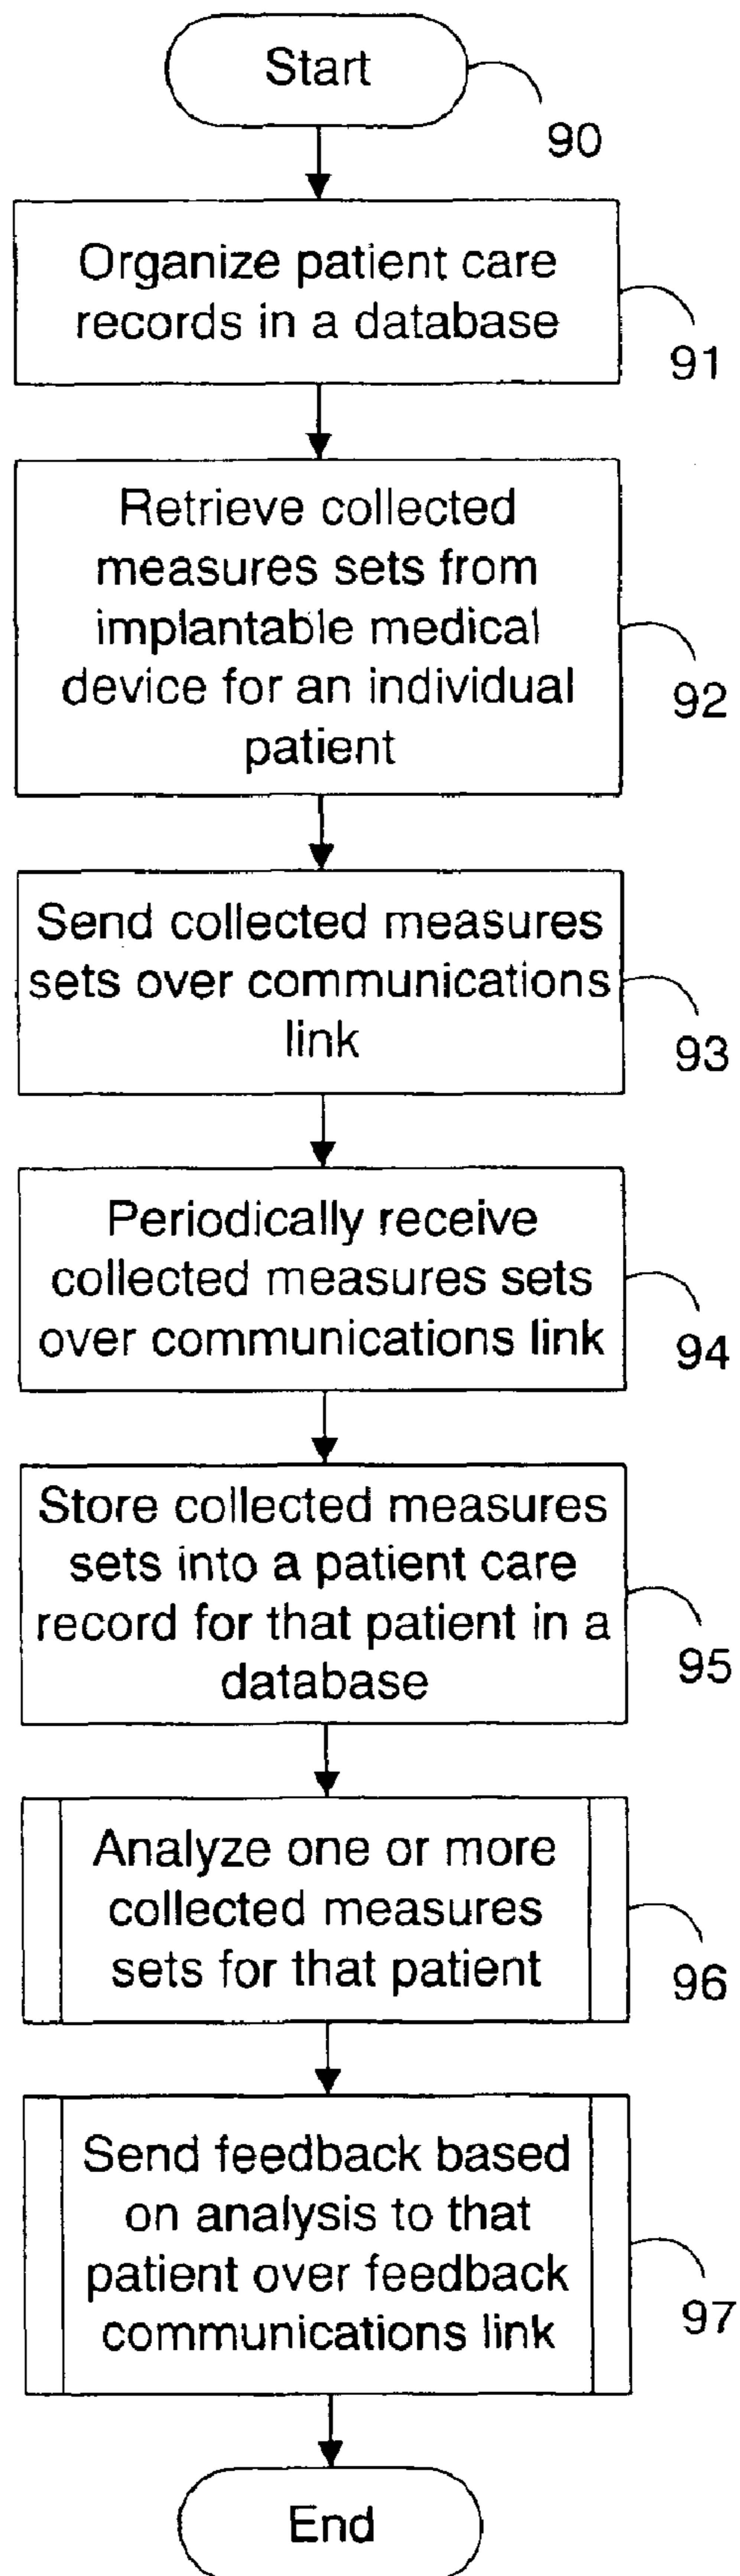 Start
90
Organize patient care
records in a database
91
Retrieve collected
measures sets from
implantable medical
device for an individual
patient
92
Send collected measures
sets over communications
link
93
Periodically receive
collected measures sets
over communications link
94
Store collected measures
sets into a patient care
record for that patient in a
database
95
Analyze one or more
collected measures
sets for that patient
96
Send feedback based
on analysis to that
patient over feedback
communications link
97
End